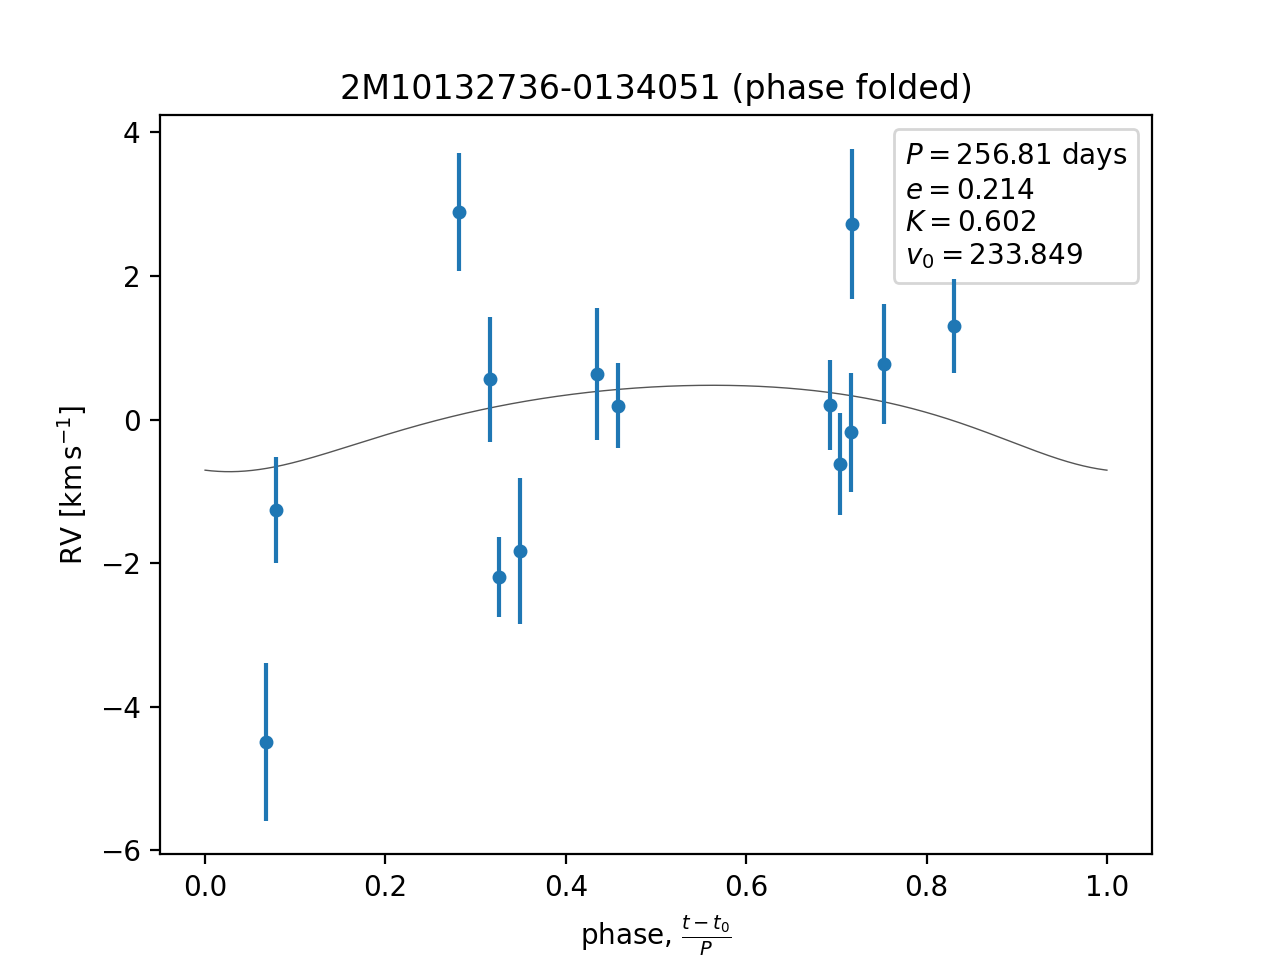 2M10132736-0134051 (phase folded)
P = 256.81 days
e = 0.214
K = 0.602
v₀ = 233.849
RV [km s⁻¹]
4
2
0
−2
−4
−6
0.0 0.2 0.4 0.6 0.8 1.0
phase, (t − t₀)/P